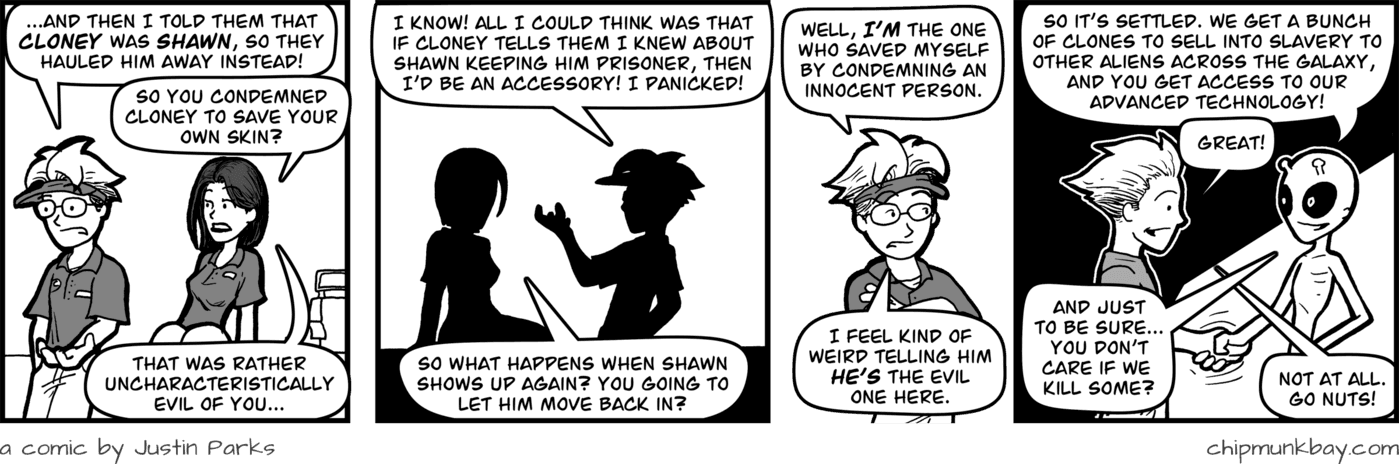 ...AND THEN I TOLD THEM THAT
CLONEY WAS SHAWN, SO THEY
HAULED HIM AWAY INSTEAD!
SO YOU CONDEMNED
CLONEY TO SAVE YOUR
OWN SKIN?
THAT WAS RATHER
UNCHARACTERISTICALLY
EVIL OF YOU...
I KNOW! ALL I COULD THINK WAS THAT
IF CLONEY TELLS THEM I KNEW ABOUT
SHAWN KEEPING HIM PRISONER, THEN
I'D BE AN ACCESSORY! I PANICKED!
SO WHAT HAPPENS WHEN SHAWN
SHOWS UP AGAIN? YOU GOING TO
LET HIM MOVE BACK IN?
WELL, I'M THE ONE
WHO SAVED MYSELF
BY CONDEMNING AN
INNOCENT PERSON.
I FEEL KIND OF
WEIRD TELLING HIM
HE'S THE EVIL
ONE HERE.
SO IT'S SETTLED. WE GET A BUNCH
OF CLONES TO SELL INTO SLAVERY TO
OTHER ALIENS ACROSS THE GALAXY,
AND YOU GET ACCESS TO OUR
ADVANCED TECHNOLOGY!
GREAT!
AND JUST
TO BE SURE...
YOU DON'T
CARE IF WE
KILL SOME?
NOT AT ALL.
GO NUTS!
a comic by Justin Parks
chipmunkbay.com